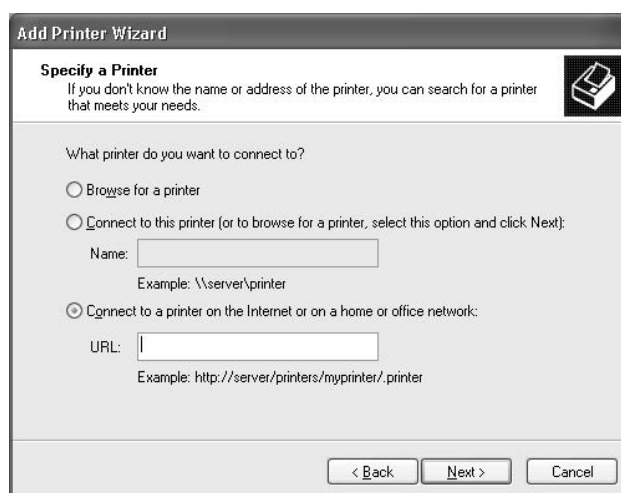 Add Printer Wizard
Specify a Printer
If you don't know the name or address of the printer, you can search for a printer
that meets your needs.
What printer do you want to connect to?
Browse for a printer
Connect to this printer (or to browse for a printer, select this option and click Next):
Name:
Example: \\server\printer
Connect to a printer on the Internet or on a home or office network:
URL:
Example: http://server/printers/myprinter/.printer
< Back Next > Cancel